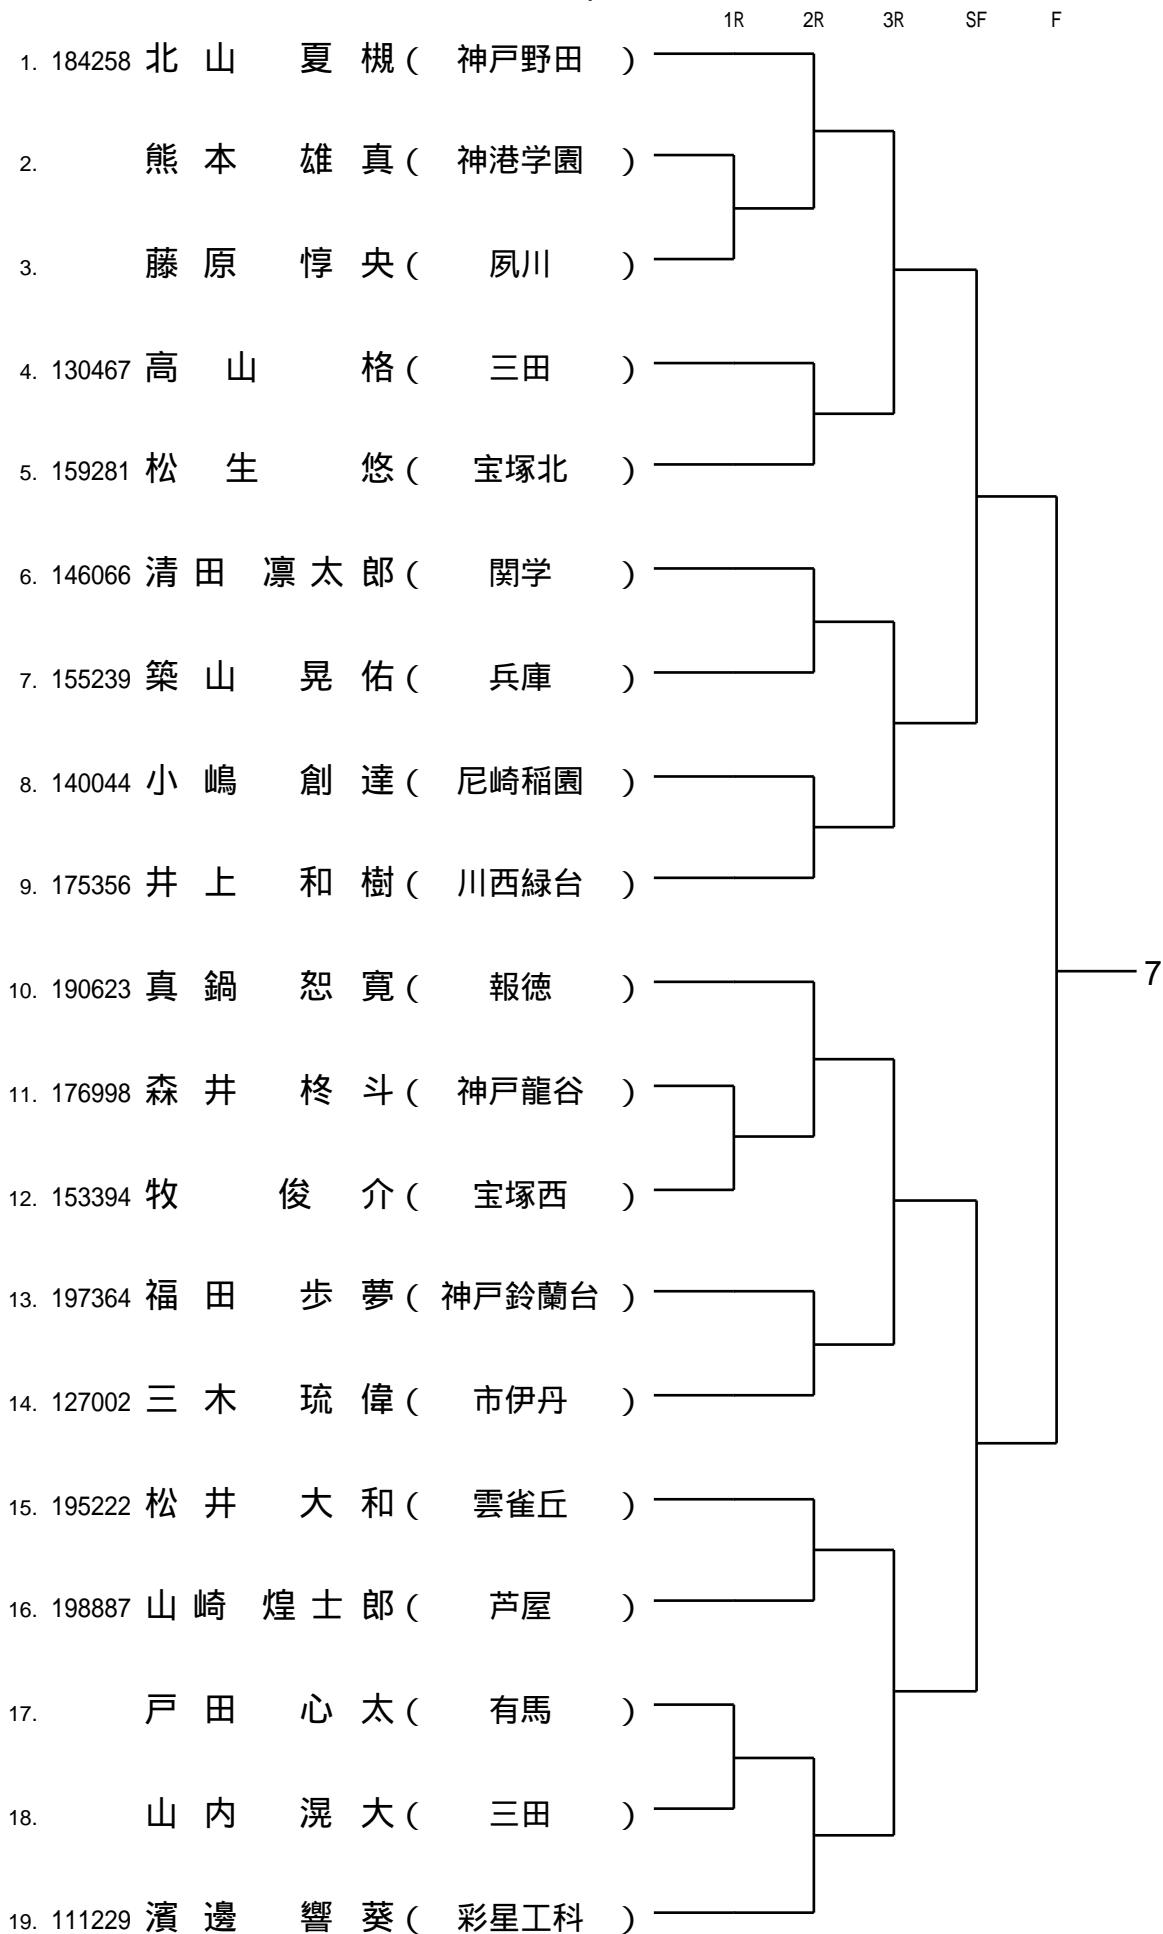 1R 2R 3R SF F
1. 184258 北山 夏槻 ( 神戸野田 )
2. 熊本 雄真 ( 神港学園 )
3. 藤原 惇央 ( 夙川 )
4. 130467 高山 格 ( 三田 )
5. 159281 松生 悠 ( 宝塚北 )
6. 146066 清田 凛太郎 ( 関学 )
7. 155239 築山 晃佑 ( 兵庫 )
8. 140044 小嶋 創達 ( 尼崎稲園 )
9. 175356 井上 和樹 ( 川西緑台 )
7
10. 190623 真鍋 恕寛 ( 報徳 )
11. 176998 森井 柊斗 ( 神戸龍谷 )
12. 153394 牧 俊介 ( 宝塚西 )
13. 197364 福田 歩夢 ( 神戸鈴蘭台 )
14. 127002 三木 琉偉 ( 市伊丹 )
15. 195222 松井 大和 ( 雲雀丘 )
16. 198887 山崎 煌士郎 ( 芦屋 )
17. 戸田 心太 ( 有馬 )
18. 山内 滉大 ( 三田 )
19. 111229 濱邊 響葵 ( 彩星工科 )